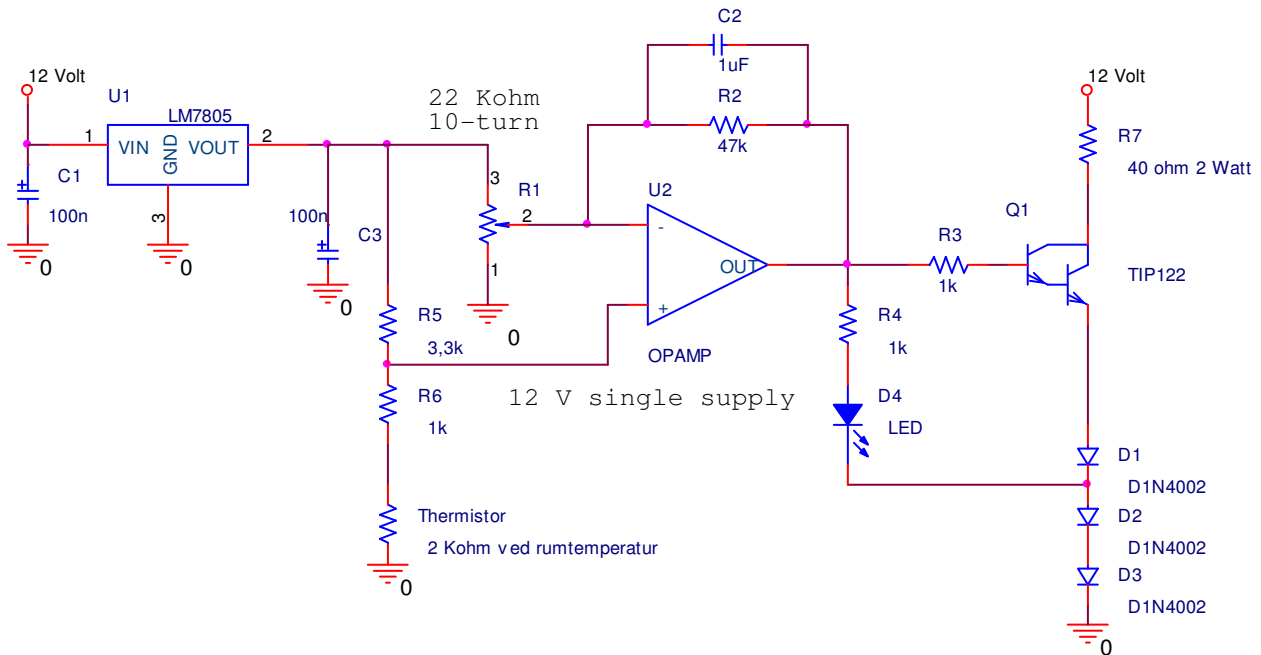 C2
1uF
R2
47k
12 Volt
U1
LM7805
1
VIN
GND
VOUT
2
3
C1
100n
0
0
22 Kohm
10-turn
3
R1
2
1
0
100n
C3
0
U2
-
+
OUT
OPAMP
12 V single supply
R5
3,3k
R6
1k
Thermistor
2 Kohm ved rumtemperatur
0
R3
1k
R4
1k
D4
LED
12 Volt
R7
40 ohm 2 Watt
Q1
TIP122
D1
D1N4002
D2
D1N4002
D3
D1N4002
0